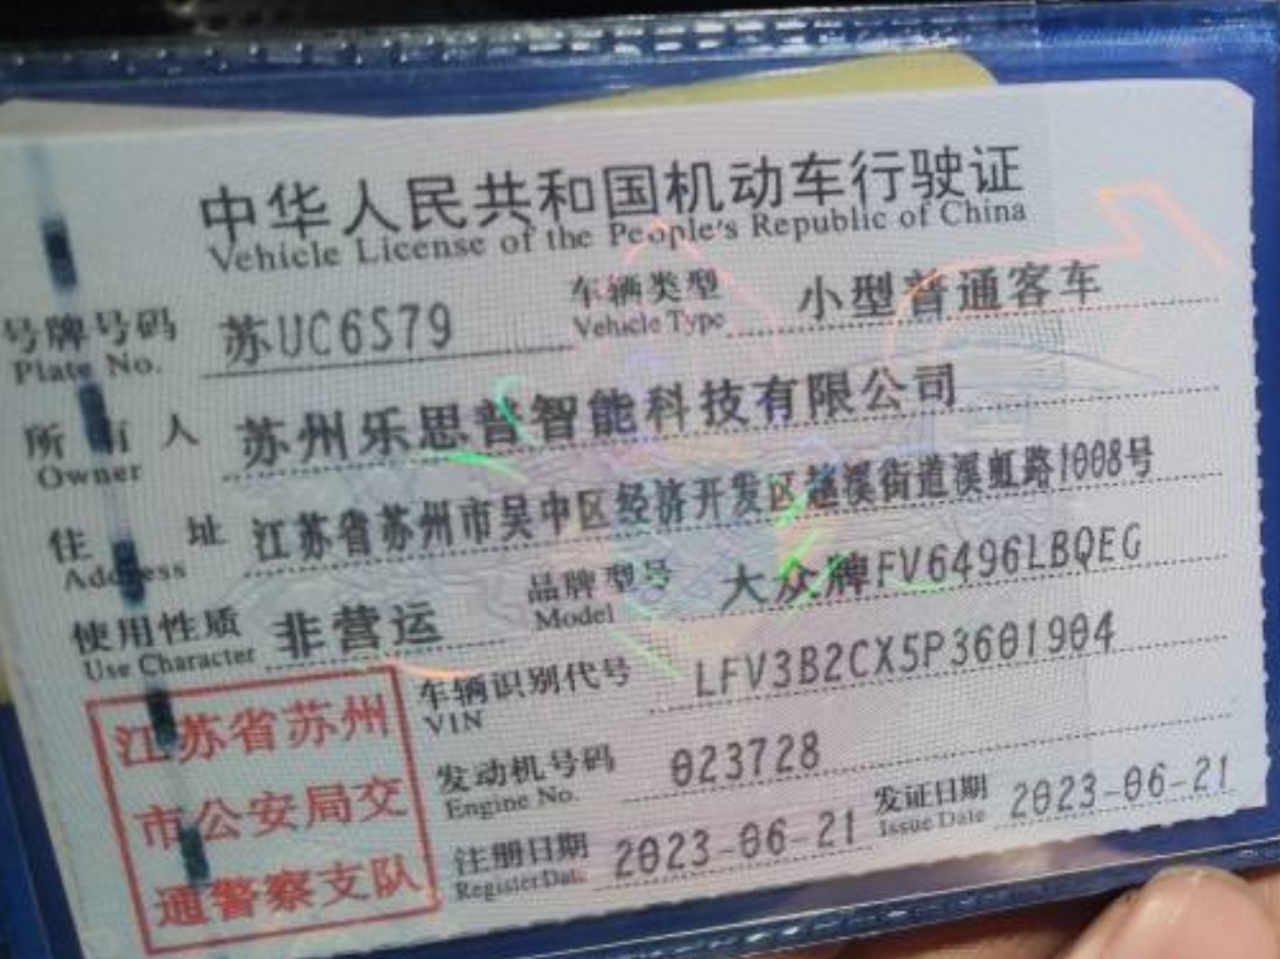 中华人民共和国机动车行驶证
Vehicle License of the People's Republic of China
号牌号码 苏UC6S79 车辆类型 小型普通客车
Plate No. Vehicle Type
所有人 苏州乐思普智能科技有限公司
Owner
住址 江苏省苏州市吴中区经济开发区越溪街道溪虹路1008号
Address
使用性质 非营运 品牌型号 大众牌FV6496LBQEG
Use Character Model
车辆识别代号 LFV3B2CX5P3601904
VIN
发动机号码 023728
Engine No.
注册日期 2023-06-21 发证日期 2023-06-21
Register Date Issue Date
江苏省苏州
市公安局交
通警察支队